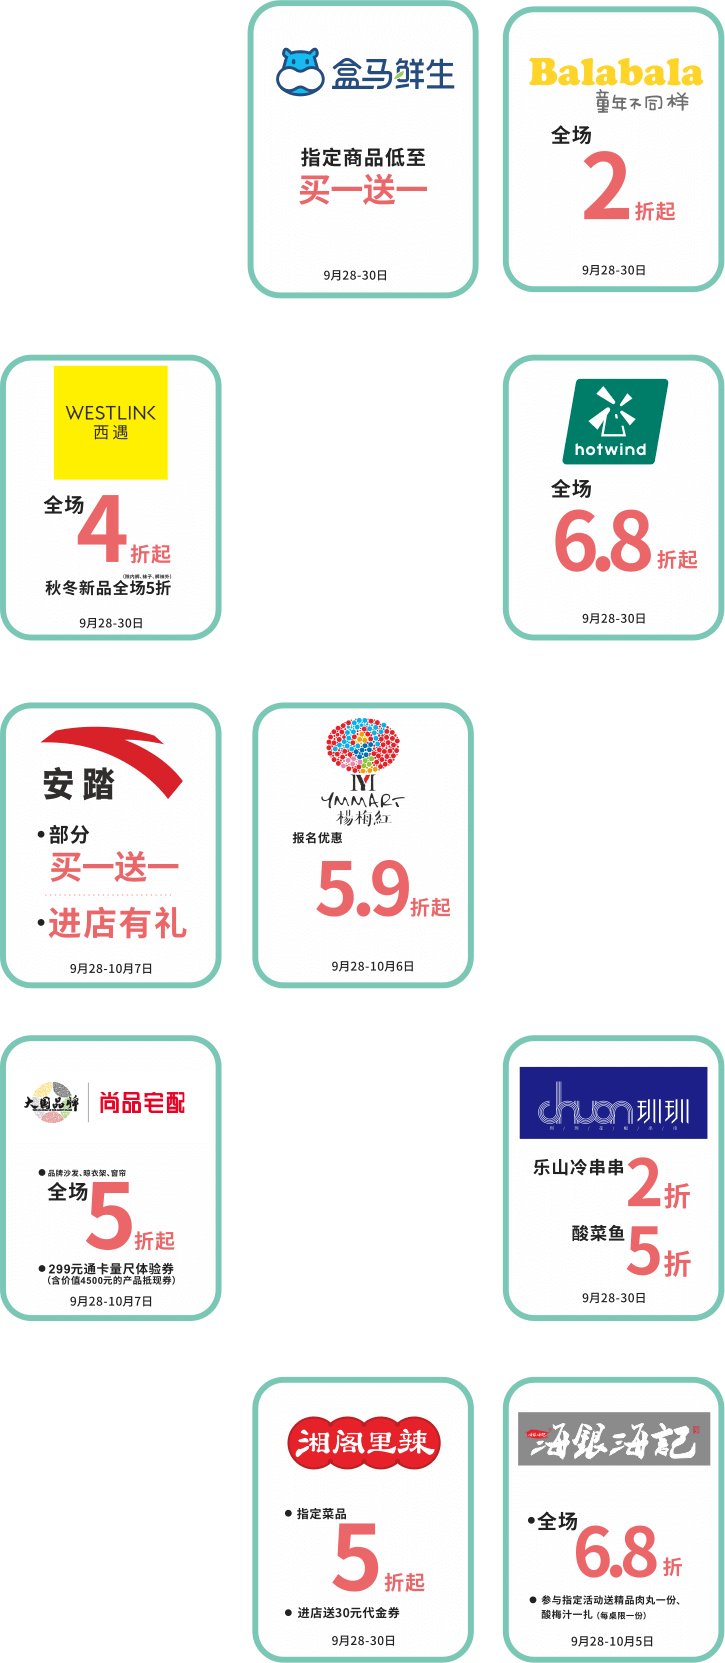 盒马鲜生
指定商品低至
买一送一
9月28-30日
Balabala
童年不同样
全场
2折起
9月28-30日
WESTLINK
西遇
全场
4折起
秋冬新品全场5折
9月28-30日
hotwind
全场
6.8折起
9月28-30日
安踏
•部分
买一送一
•进店有礼
9月28-10月7日
YMMART
楊梅紅
报名优惠
5.9折起
9月28-10月6日
大国品牌
尚品宅配
●品牌沙发、晾衣架、窗帘
全场
5折起
●299元通卡量尺体验券
(含价值4500元的产品抵现券)
9月28-10月7日
chuan 玔玔
乐山冷串串
2折
酸菜鱼
5折
9月28-30日
湘阁里辣
● 指定菜品
5折起
● 进店送30元代金券
9月28-30日
海银海記
•全场
6.8折
● 参与指定活动送精品肉丸一份、
酸梅汁一扎 (每桌限一份)
9月28-10月5日